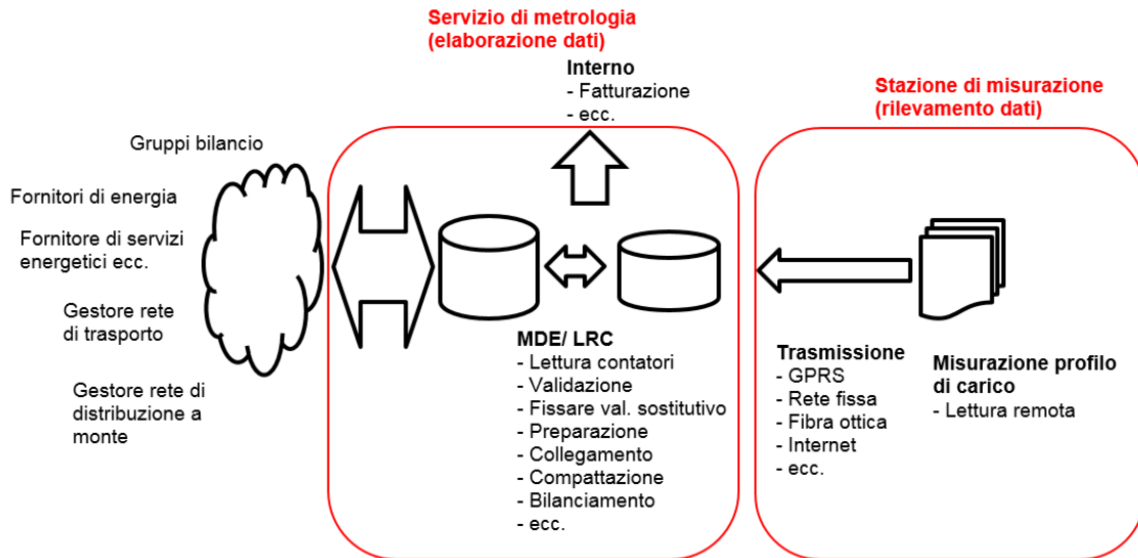 Servizio di metrologia
(elaborazione dati)
Interno
- Fatturazione
- ecc.
Stazione di misurazione
(rilevamento dati)
Gruppi bilancio
Fornitori di energia
Fornitore di servizi
energetici ecc.
Gestore rete
di trasporto
Gestore rete di
distribuzione a
monte
MDE/ LRC
- Lettura contatori
- Validazione
- Fissare val. sostitutivo
- Preparazione
- Collegamento
- Compattazione
- Bilanciamento
- ecc.
Trasmissione
- GPRS
- Rete fissa
- Fibra ottica
- Internet
- ecc.
Misurazione profilo
di carico
- Lettura remota